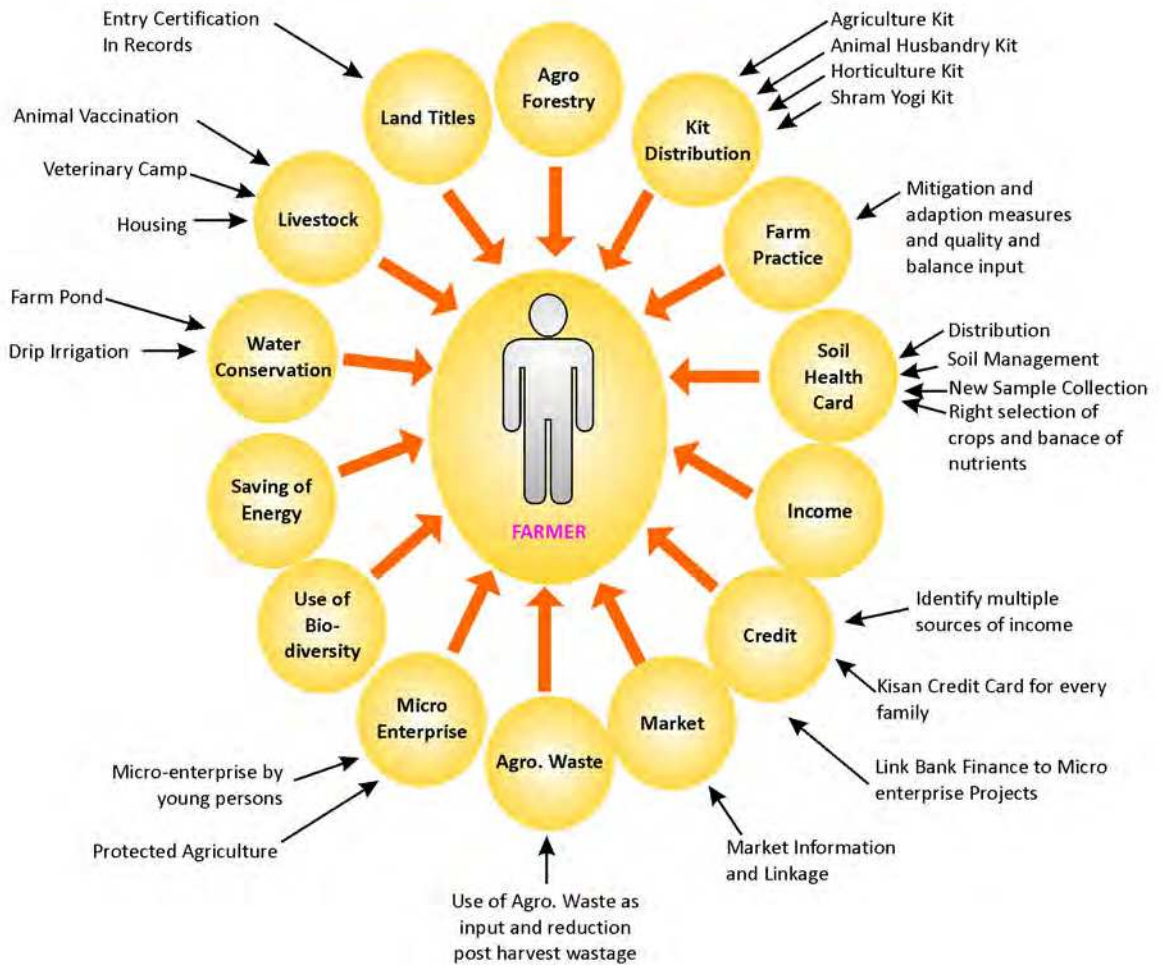 Entry Certification
In Records
Agro
Forestry
Agriculture Kit
Animal Husbandry Kit
Horticulture Kit
Shram Yogi Kit
Land Titles
Kit
Distribution
Animal Vaccination
Veterinary Camp
Housing
Livestock
Farm
Practice
Mitigation and
adaption measures
and quality and
balance input
Farm Pond
Drip Irrigation
Water
Conservation
Soil
Health
Card
Distribution
Soil Management
New Sample Collection
Right selection of
crops and banace of
nutrients
Saving of
Energy
FARMER
Income
Use of
Bio-
diversity
Credit
Identify multiple
sources of income
Kisan Credit Card for every
family
Link Bank Finance to Micro
enterprise Projects
Micro
Enterprise
Agro. Waste
Market
Micro-enterprise by
young persons
Protected Agriculture
Market Information
and Linkage
Use of Agro. Waste as
input and reduction
post harvest wastage